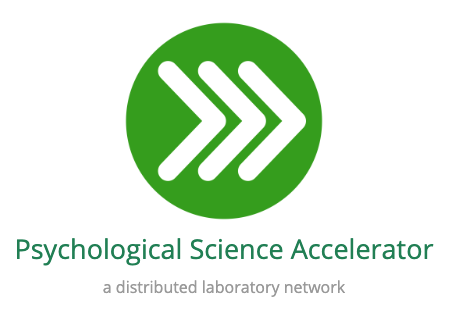 Psychological Science Accelerator
a distributed laboratory network